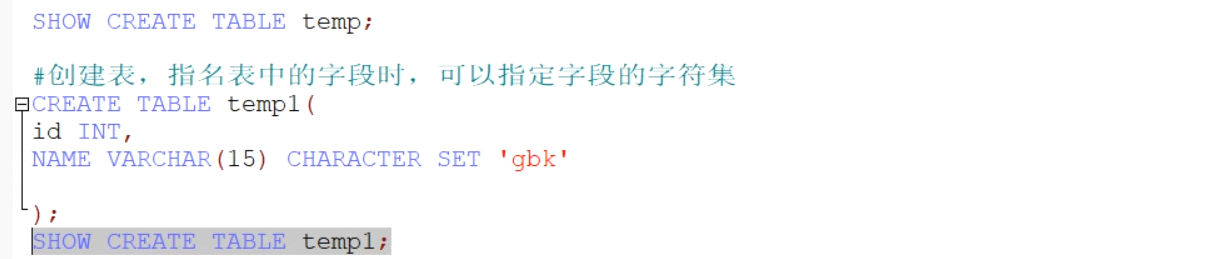 SHOW CREATE TABLE temp;
#创建表，指名表中的字段时，可以指定字段的字符集
CREATE TABLE temp1(
id INT,
NAME VARCHAR(15) CHARACTER SET 'gbk'
);
SHOW CREATE TABLE temp1;